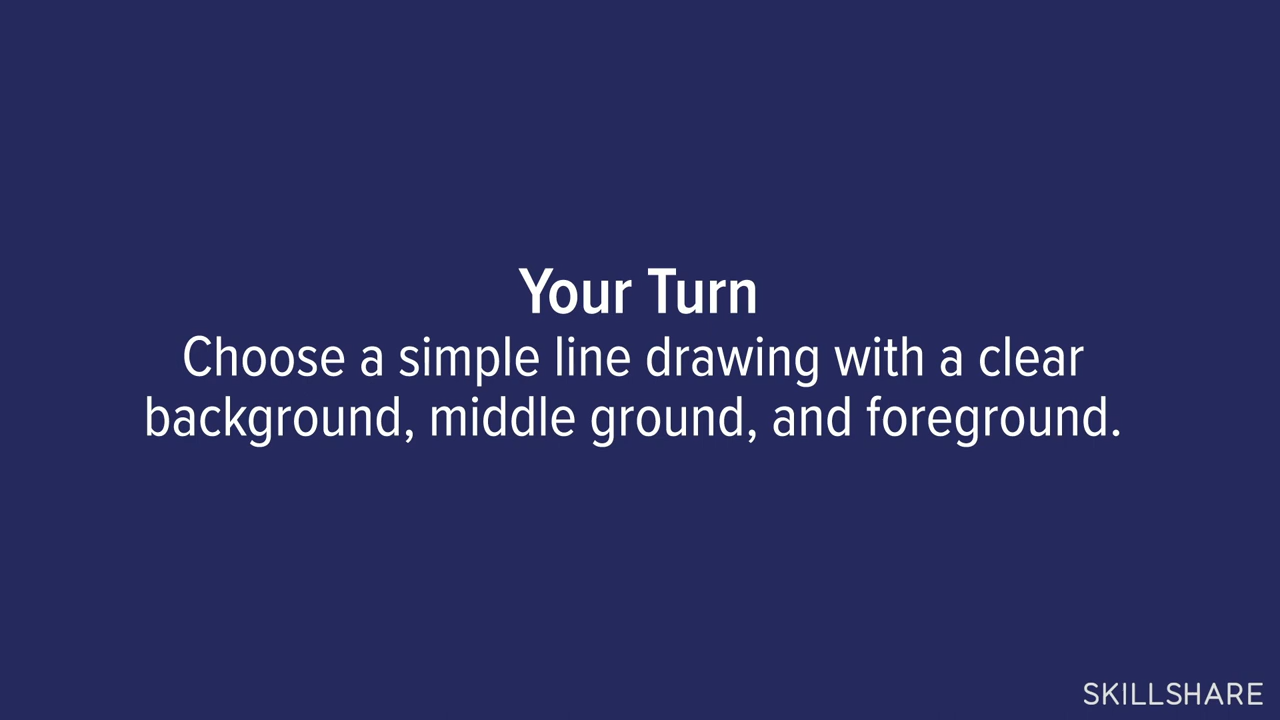 Your Turn
Choose a simple line drawing with a clear
background, middle ground, and foreground.
SKILLSHARE